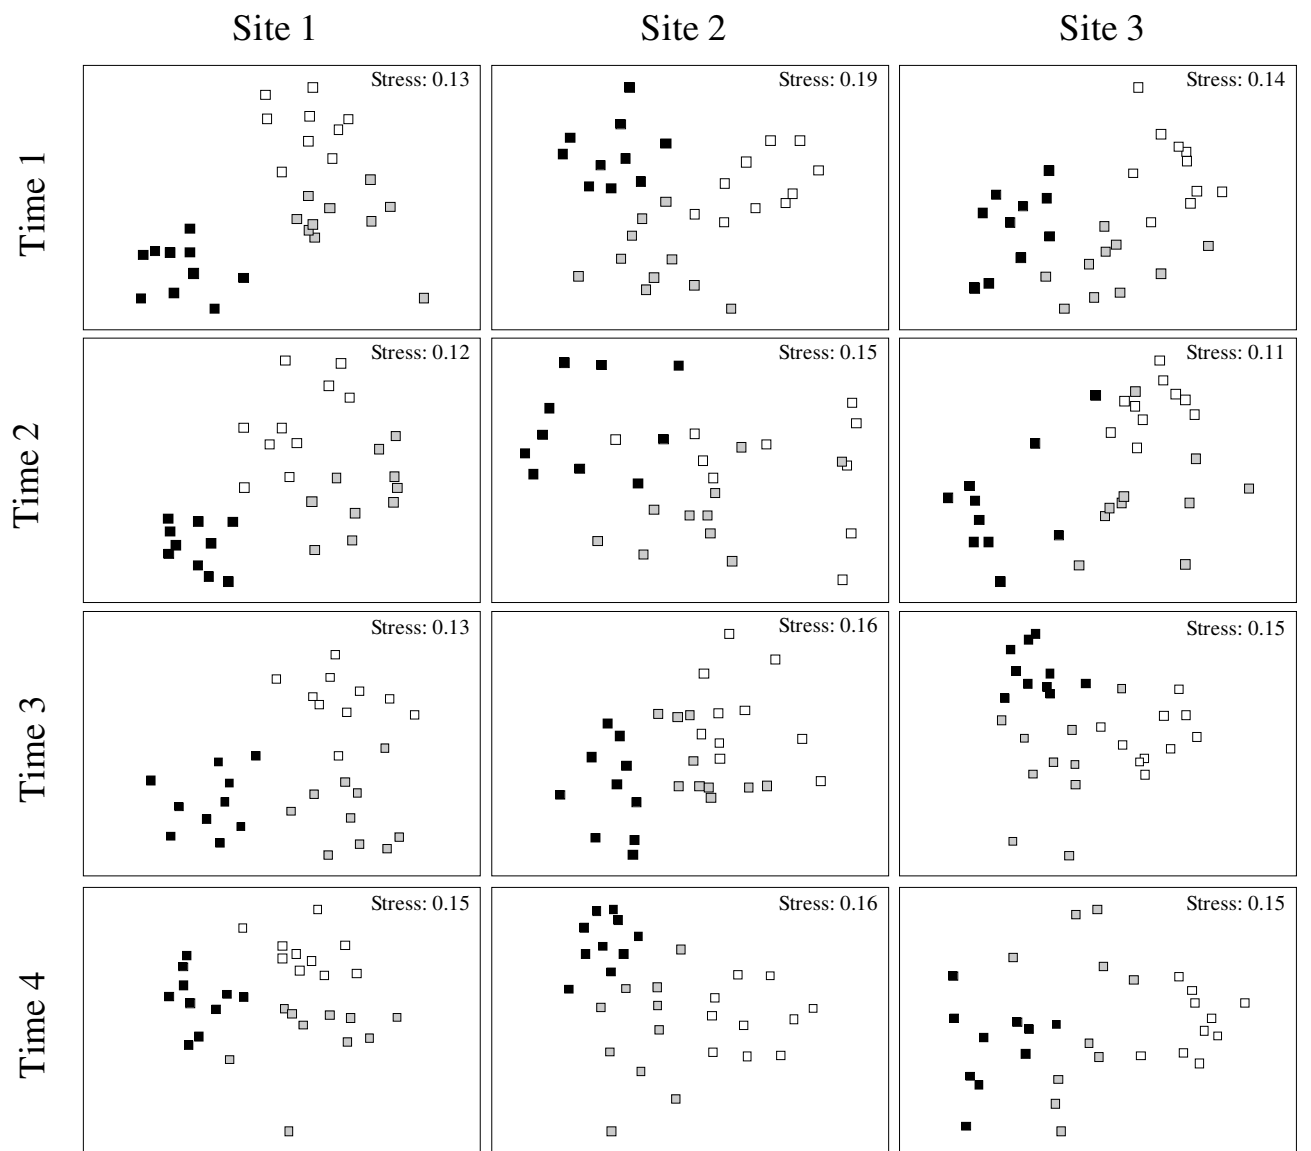 Site 1
Site 2
Site 3
Time 1
Stress: 0.13
Stress: 0.19
Stress: 0.14
Time 2
Stress: 0.12
Stress: 0.15
Stress: 0.11
Time 3
Stress: 0.13
Stress: 0.16
Stress: 0.15
Time 4
Stress: 0.15
Stress: 0.16
Stress: 0.15